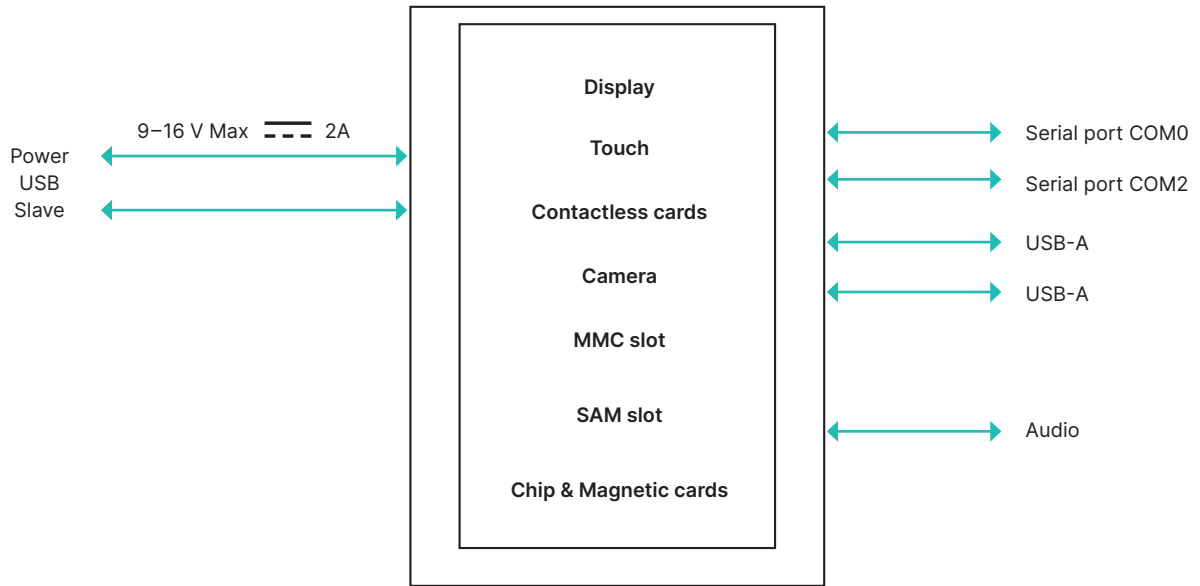 9–16 V Max 2A
Power
USB
Slave
Display
Touch
Contactless cards
Camera
MMC slot
SAM slot
Chip & Magnetic cards
Serial port COM0
Serial port COM2
USB-A
USB-A
Audio